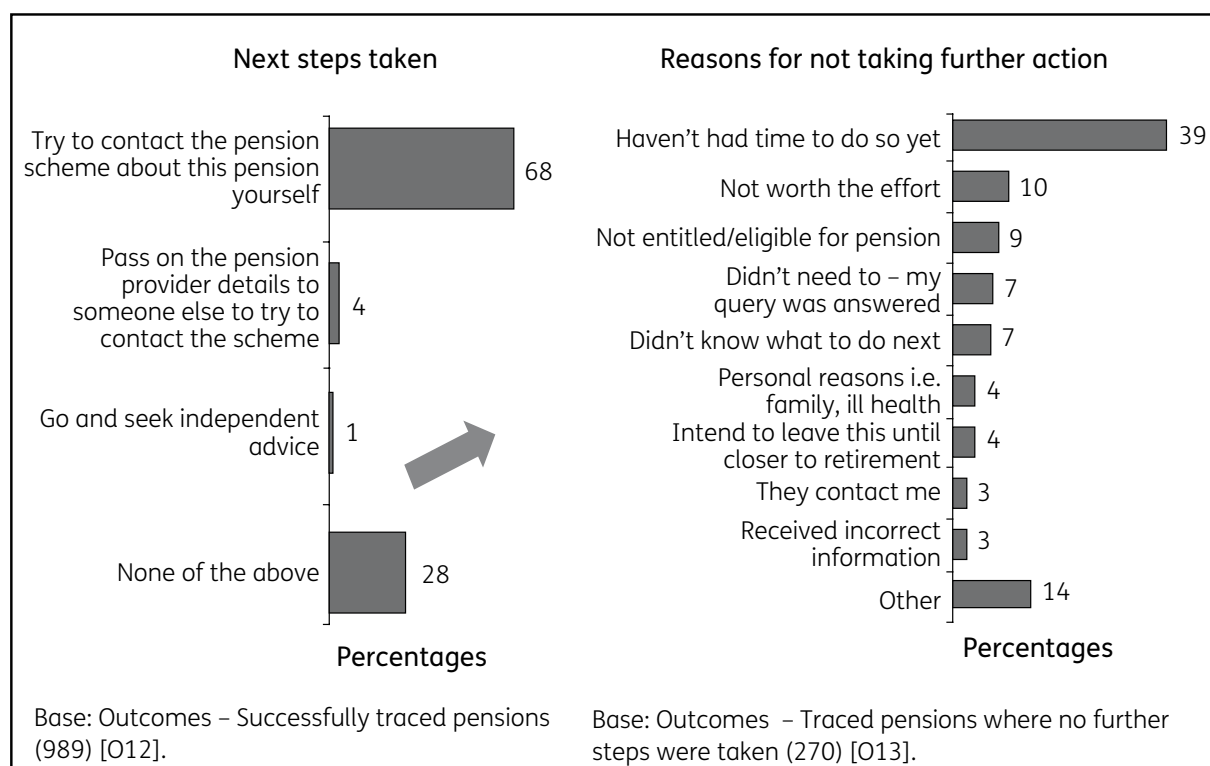 Next steps taken
Try to contact the pension
scheme about this pension
yourself
68
Pass on the pension
provider details to
someone else to try to
contact the scheme
4
Go and seek independent
advice
1
None of the above
28
Percentages
Base: Outcomes – Successfully traced pensions
(989) [O12].
Reasons for not taking further action
Haven't had time to do so yet
39
Not worth the effort
10
Not entitled/eligible for pension
9
Didn't need to – my
query was answered
7
Didn't know what to do next
7
Personal reasons i.e.
family, ill health
4
Intend to leave this until
closer to retirement
4
They contact me
3
Received incorrect
information
3
Other
14
Percentages
Base: Outcomes – Traced pensions where no further
steps were taken (270) [O13].